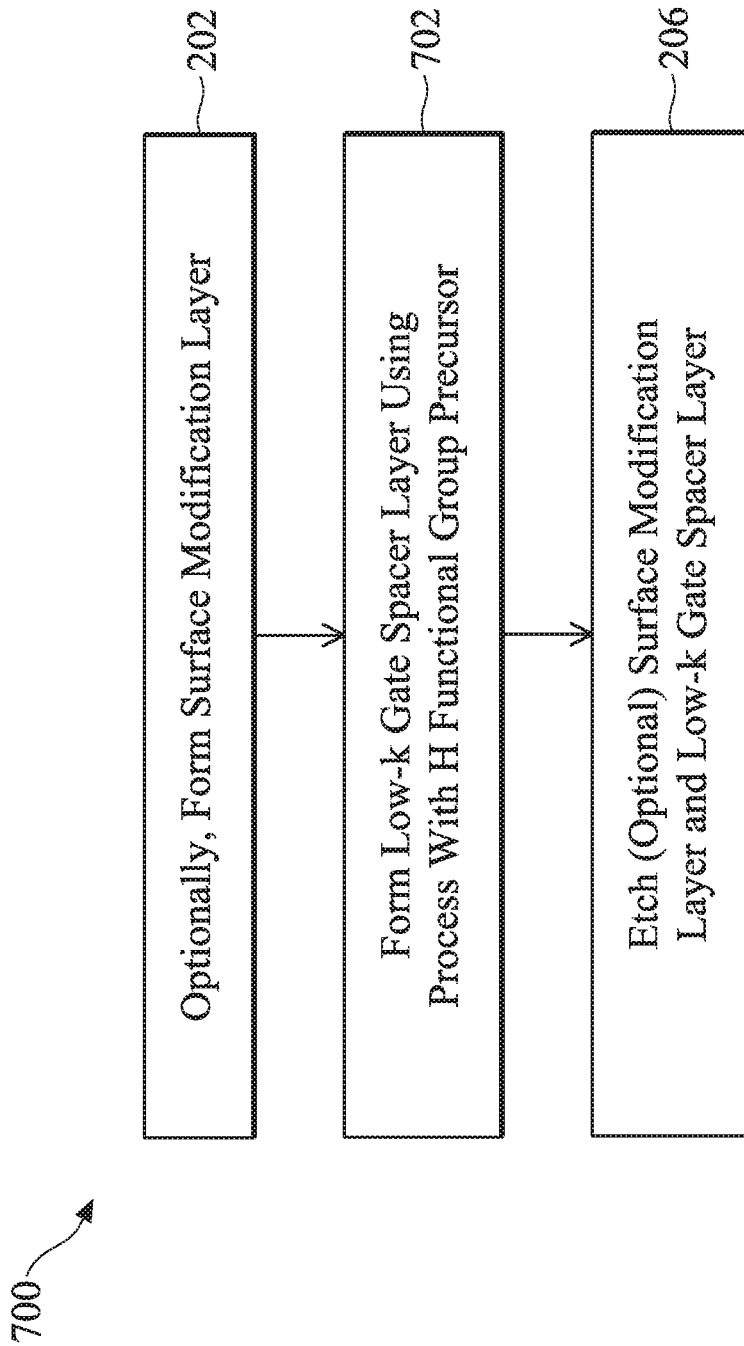 700
Optionally, Form Surface Modification Layer
202
Form Low-k Gate Spacer Layer Using
Process With H Functional Group Precursor
702
Etch (Optional) Surface Modification
Layer and Low-k Gate Spacer Layer
206